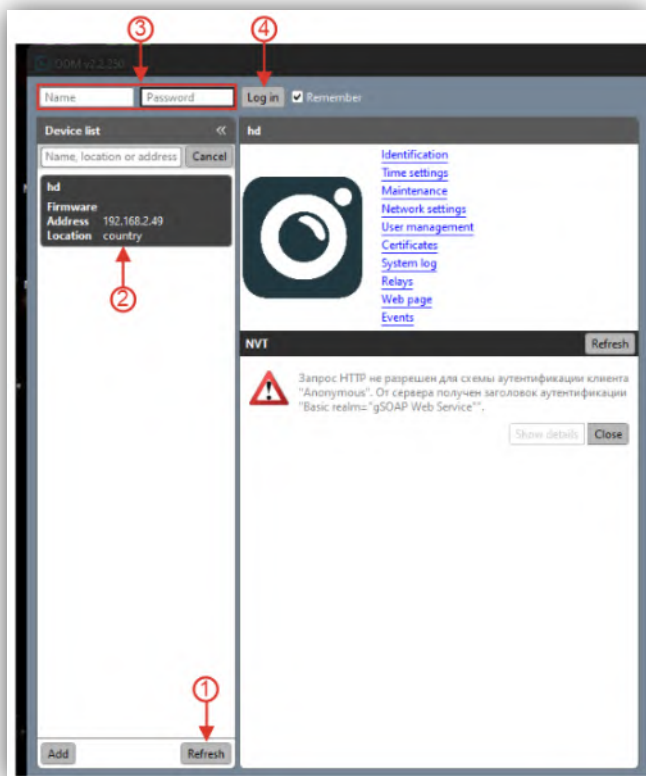 3
4
ODM v2.2.250
Name
Password
Log in
Remember
Device list
«
hd
Name, location or address
Cancel
hd
Firmware
Address 192.168.2.49
Location country
2
Identification
Time settings
Maintenance
Network settings
User management
Certificates
System log
Relays
Web page
Events
NVT
Refresh
Запрос HTTP не разрешен для схемы аутентификации клиента
"Anonymous". От сервера получен заголовок аутентификации
"Basic realm="gSOAP Web Service"".
Show details
Close
1
Add
Refresh